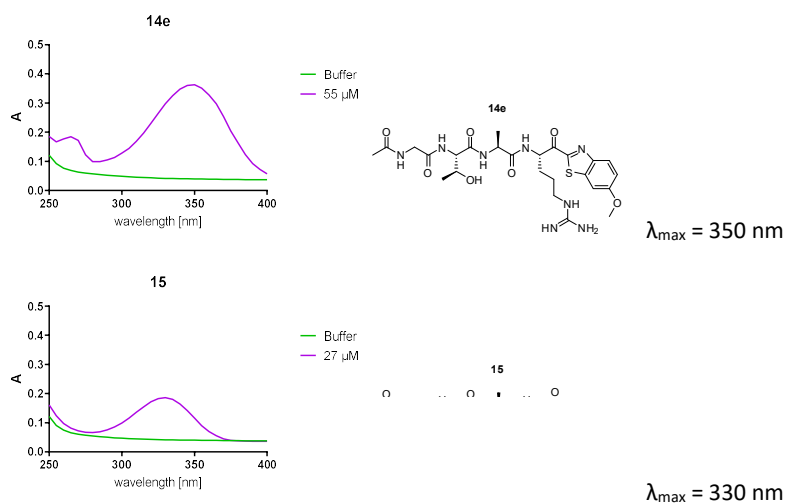 14e
0.5
0.4
0.3
0.2
0.1
0.0
A
250
300
350
400
wavelength [nm]
Buffer
55 µM
14e
O
N
H
H
N
O
O
OH
N
H
O
H
N
O
N
S
O
NH
HN
NH₂
λmax = 350 nm
15
0.5
0.4
0.3
0.2
0.1
0.0
A
250
300
350
400
wavelength [nm]
Buffer
27 µM
15
O
O
O
λmax = 330 nm